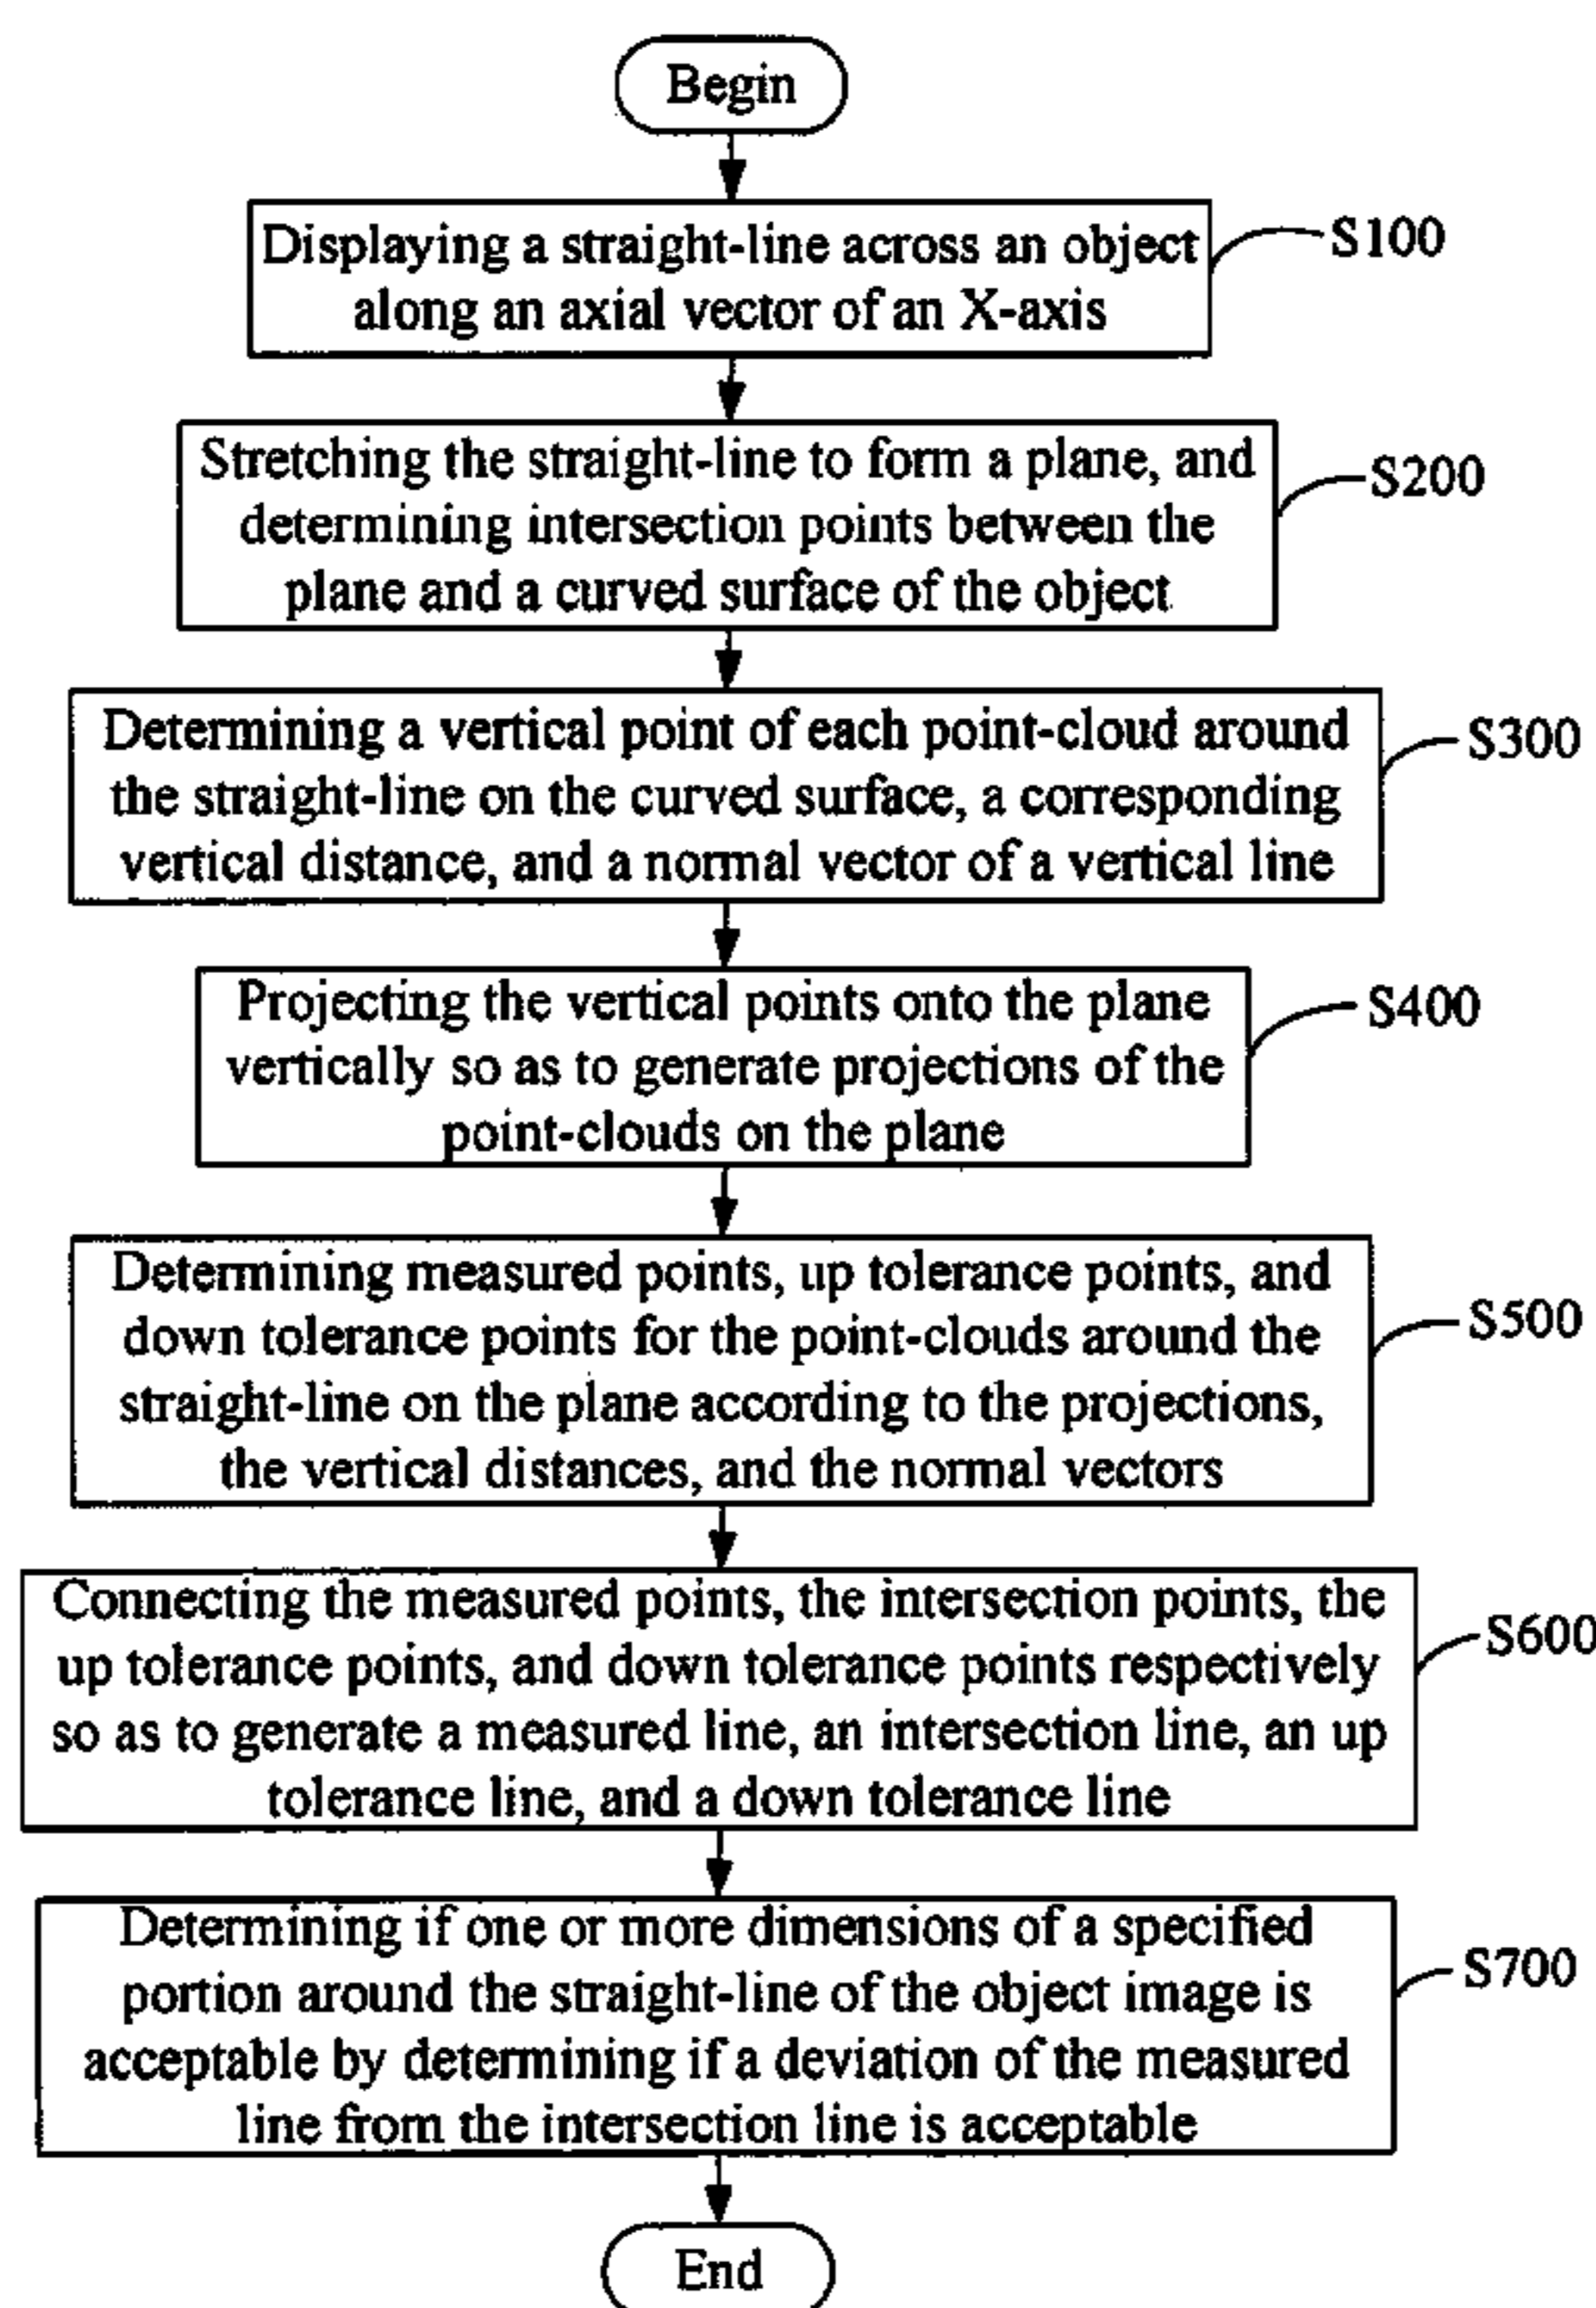 Begin
Displaying a straight-line across an object
along an axial vector of an X-axis
S100
Stretching the straight-line to form a plane, and
determining intersection points between the
plane and a curved surface of the object
S200
Determining a vertical point of each point-cloud around
the straight-line on the curved surface, a corresponding
vertical distance, and a normal vector of a vertical line
S300
Projecting the vertical points onto the plane
vertically so as to generate projections of the
point-clouds on the plane
S400
Determining measured points, up tolerance points, and
down tolerance points for the point-clouds around the
straight-line on the plane according to the projections,
the vertical distances, and the normal vectors
S500
Connecting the measured points, the intersection points, the
up tolerance points, and down tolerance points respectively
so as to generate a measured line, an intersection line, an up
tolerance line, and a down tolerance line
S600
Determining if one or more dimensions of a specified
portion around the straight-line of the object image is
acceptable by determining if a deviation of the measured
line from the intersection line is acceptable
S700
End